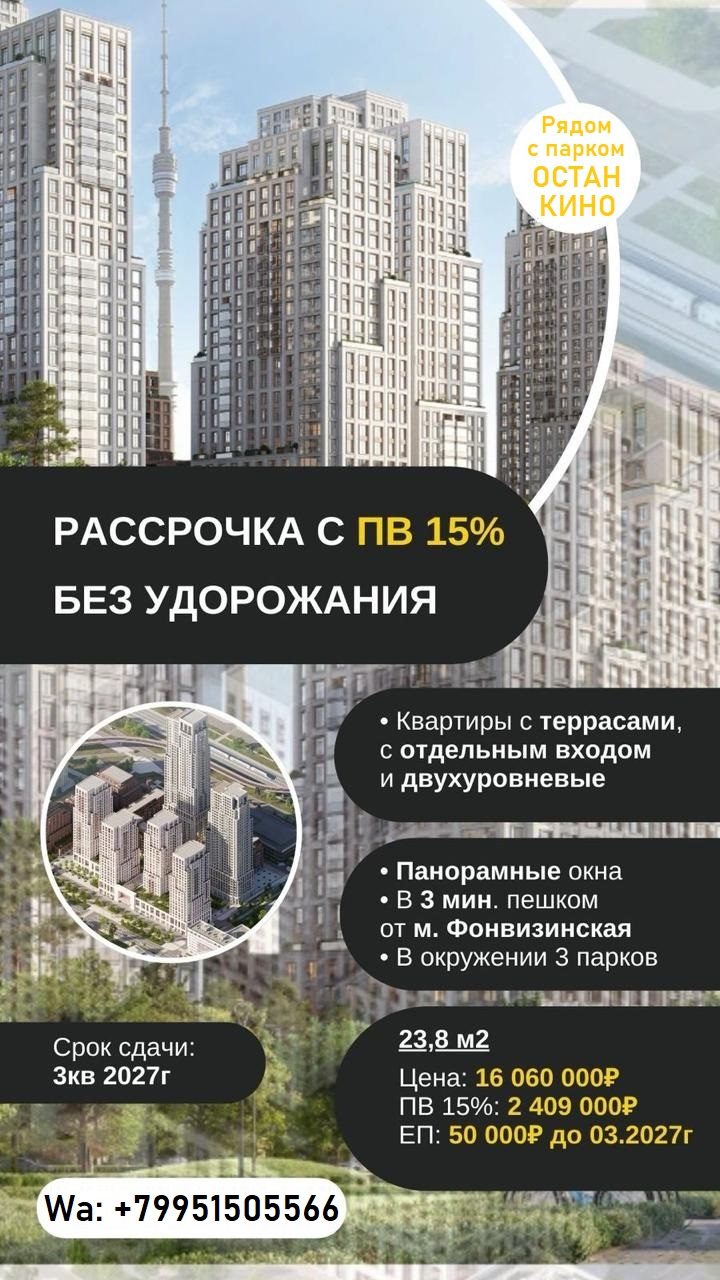 Рядом
с парком
ОСТАН
КИНО
РАССРОЧКА С ПВ 15%
БЕЗ УДОРОЖАНИЯ
• Квартиры с террасами,
с отдельным входом
и двухуровневые
• Панорамные окна
• В 3 мин. пешком
от м. Фонвизинская
• В окружении 3 парков
Срок сдачи:
3кв 2027г
23,8 м2
Цена: 16 060 000₽
ПВ 15%: 2 409 000₽
ЕП: 50 000₽ до 03.2027г
Wa: +79951505566